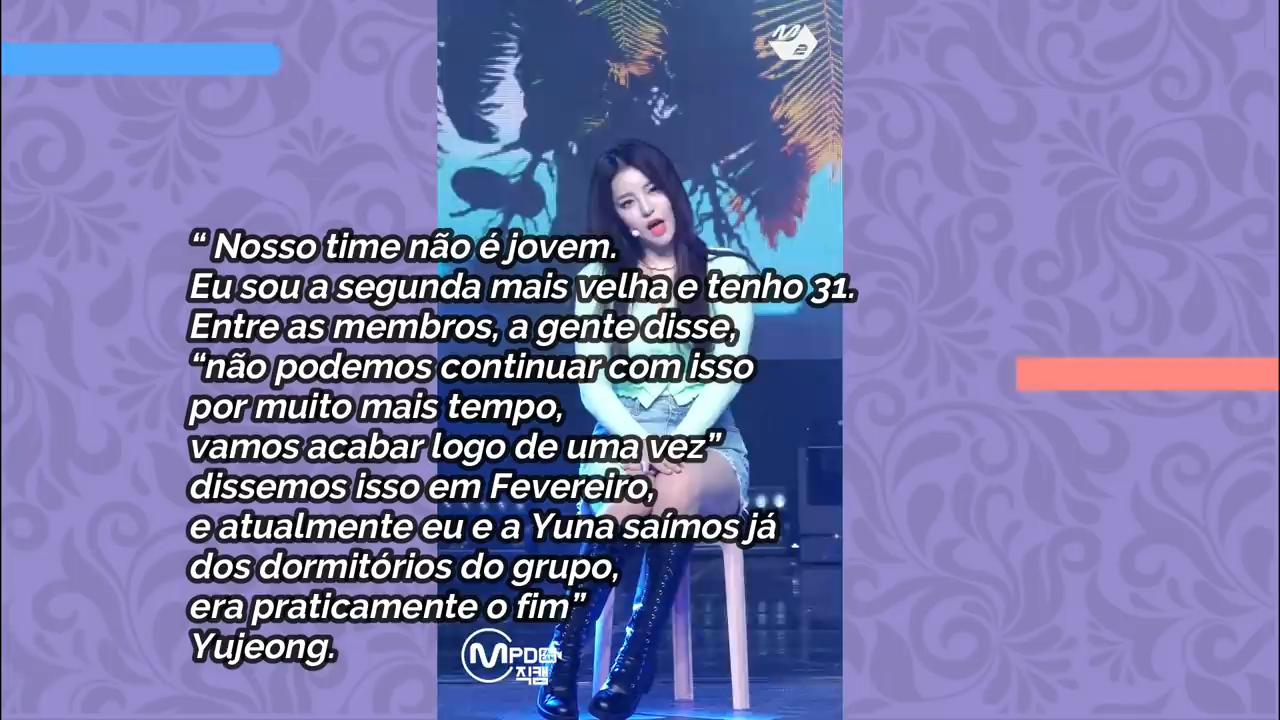 M2
“ Nosso time não é jovem.
Eu sou a segunda mais velha e tenho 31.
Entre as membros, a gente disse,
“não podemos continuar com isso
por muito mais tempo,
vamos acabar logo de uma vez”
dissemos isso em Fevereiro,
e atualmente eu e a Yuna saímos já
dos dormitórios do grupo,
era praticamente o fim”
Yujeong.
MPD
직캠